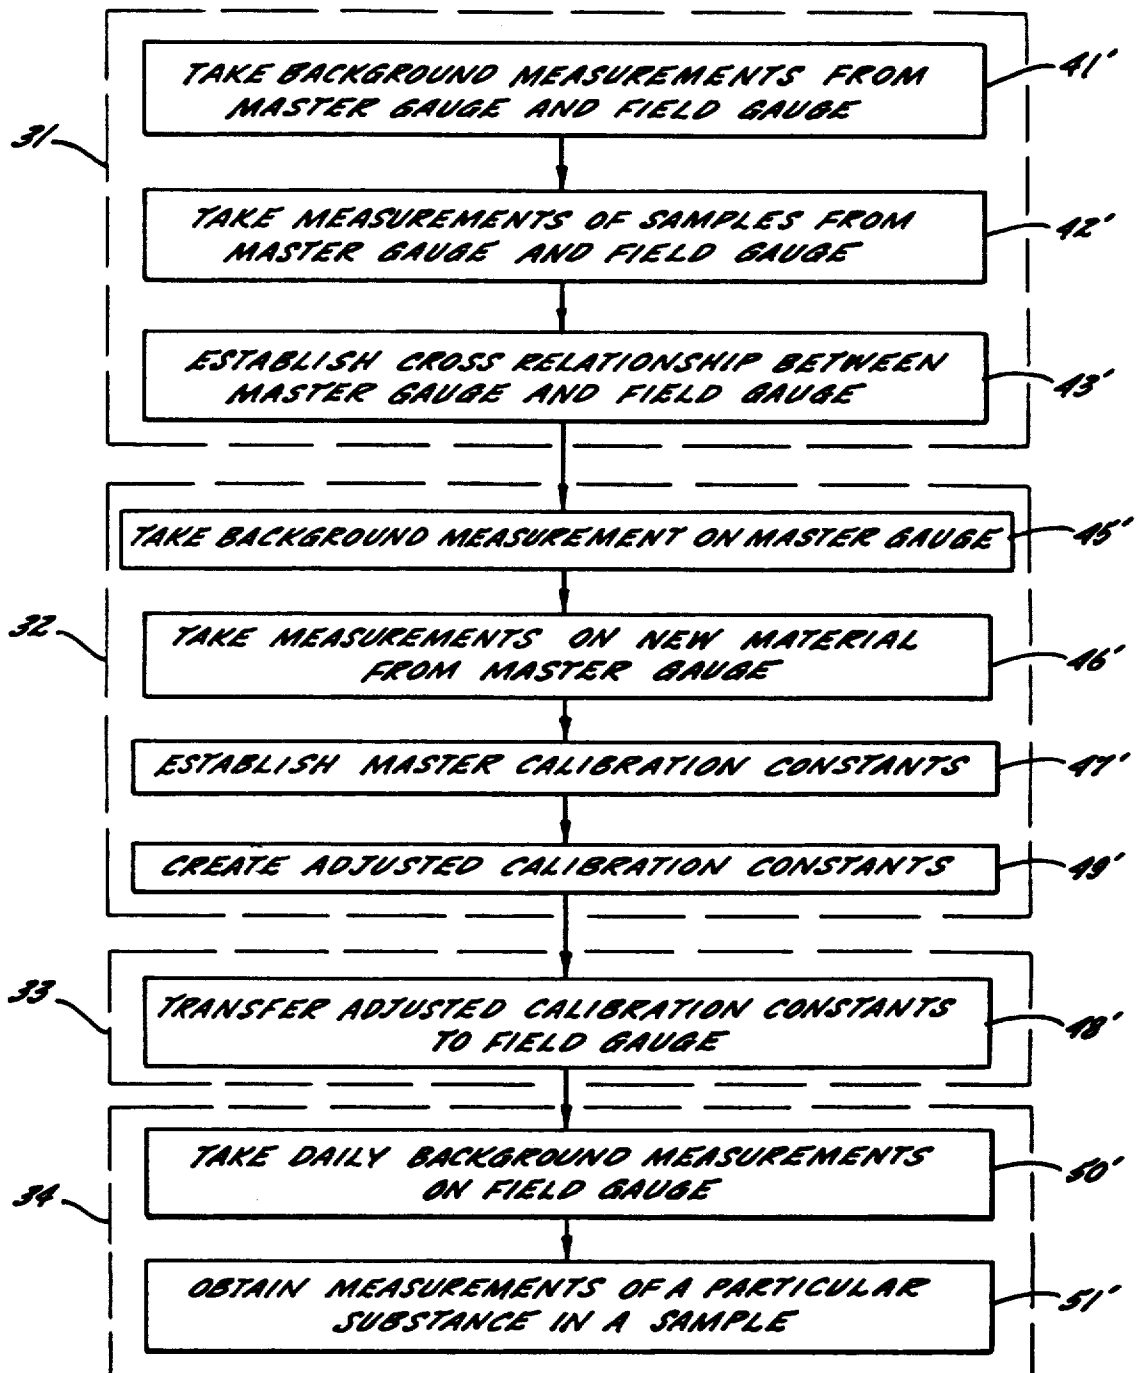 TAKE BACKGROUND MEASUREMENTS FROM
MASTER GAUGE AND FIELD GAUGE
41'
31
TAKE MEASUREMENTS OF SAMPLES FROM
MASTER GAUGE AND FIELD GAUGE
42'
ESTABLISH CROSS RELATIONSHIP BETWEEN
MASTER GAUGE AND FIELD GAUGE
43'
TAKE BACKGROUND MEASUREMENT ON MASTER GAUGE
45'
32
TAKE MEASUREMENTS ON NEW MATERIAL
FROM MASTER GAUGE
46'
ESTABLISH MASTER CALIBRATION CONSTANTS
47'
CREATE ADJUSTED CALIBRATION CONSTANTS
49'
33
TRANSFER ADJUSTED CALIBRATION CONSTANTS
TO FIELD GAUGE
48'
TAKE DAILY BACKGROUND MEASUREMENTS
ON FIELD GAUGE
50'
34
OBTAIN MEASUREMENTS OF A PARTICULAR
SUBSTANCE IN A SAMPLE
51'